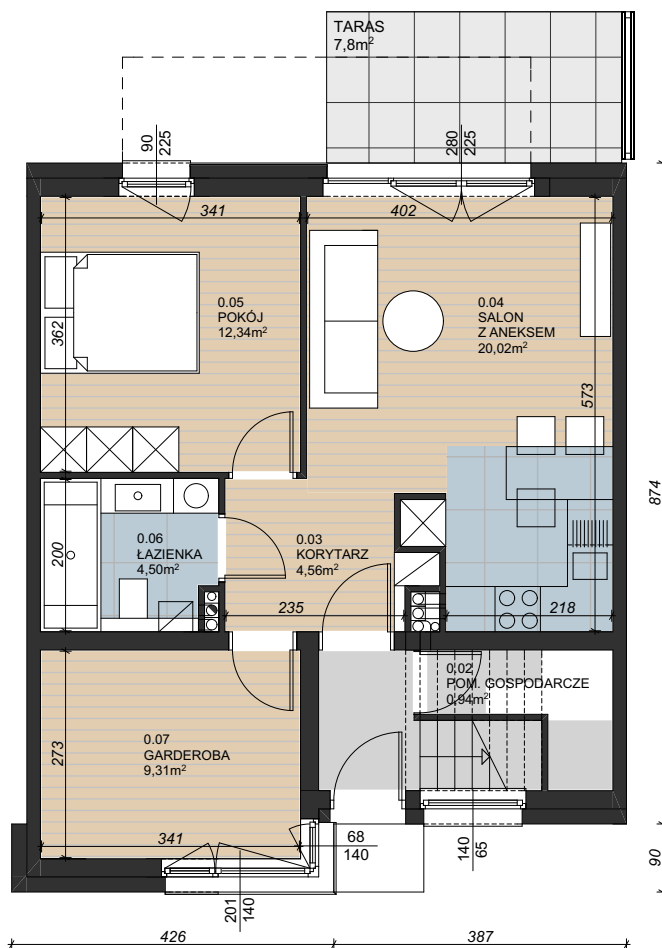 TARAS
7,8m²
90
225
280
225
341
402
0.05
POKÓJ
12,34m²
0.04
SALON
Z ANEKSEM
20,02m²
362
573
874
0.06
ŁAZIENKA
4,50m²
0.03
KORYTARZ
4,56m²
200
235
218
0.02
POM. GOSPODARCZE
0,94m²
0.07
GARDEROBA
9,31m²
273
341
68
140
140
65
90
201
140
426
387